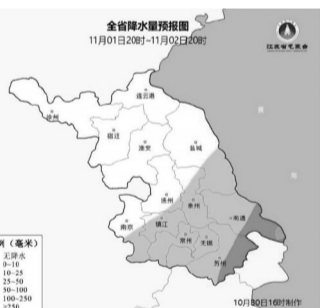 全省降水量预报图
11月01日20时~11月02日20时
江苏省气象台
连云港
徐州
宿迁
淮安
盐城
黄
海
扬州
泰州
南京
镇江
南通
常州
无锡
苏州
例（毫米）
无降水
0~10
10~25
25~50
50~100
100~250
>250
10月30日16时制作